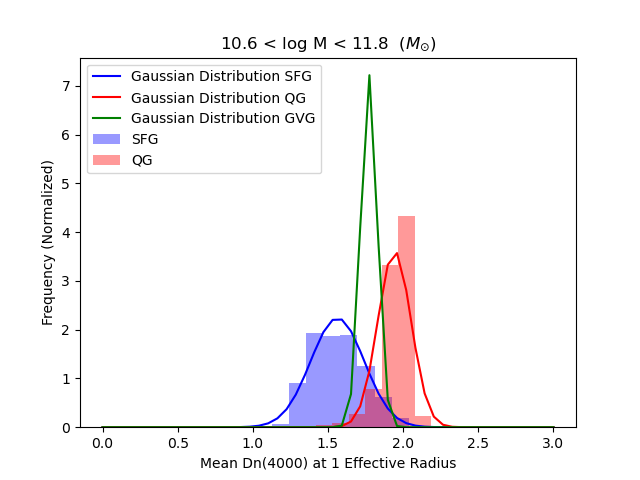 10.6 < log M < 11.8 (M⊙)
Gaussian Distribution SFG
Gaussian Distribution QG
Gaussian Distribution GVG
SFG
QG
Frequency (Normalized)
7
6
5
4
3
2
1
0
0.0 0.5 1.0 1.5 2.0 2.5 3.0
Mean Dn(4000) at 1 Effective Radius